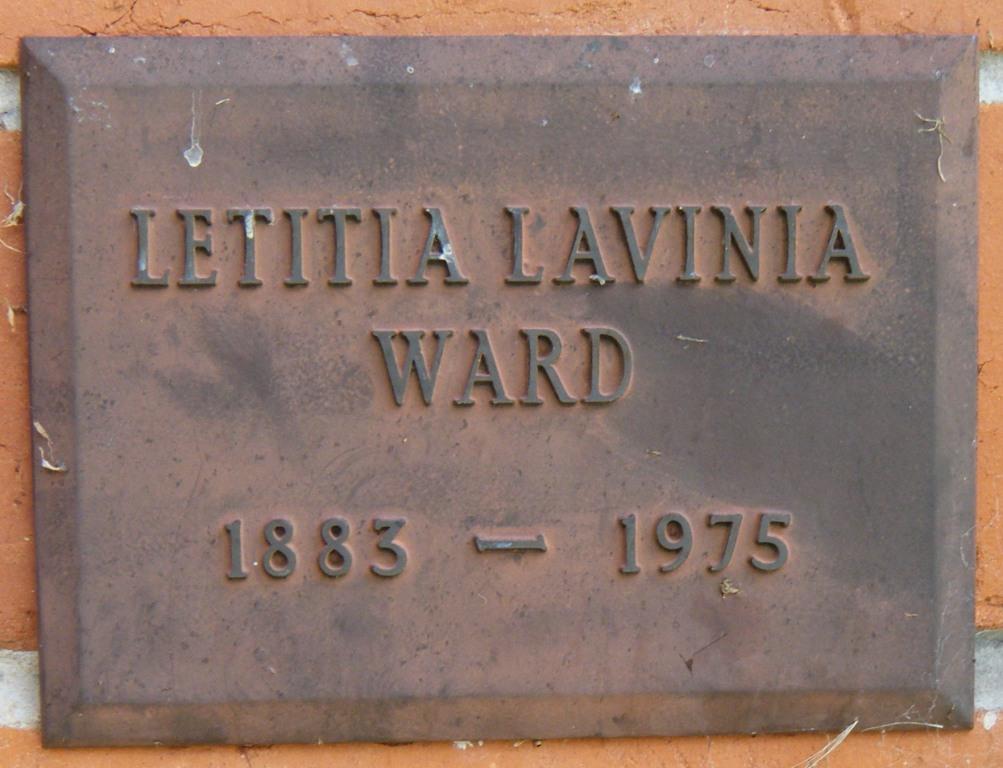 LETITIA LAVINIA
WARD
1883 — 1975